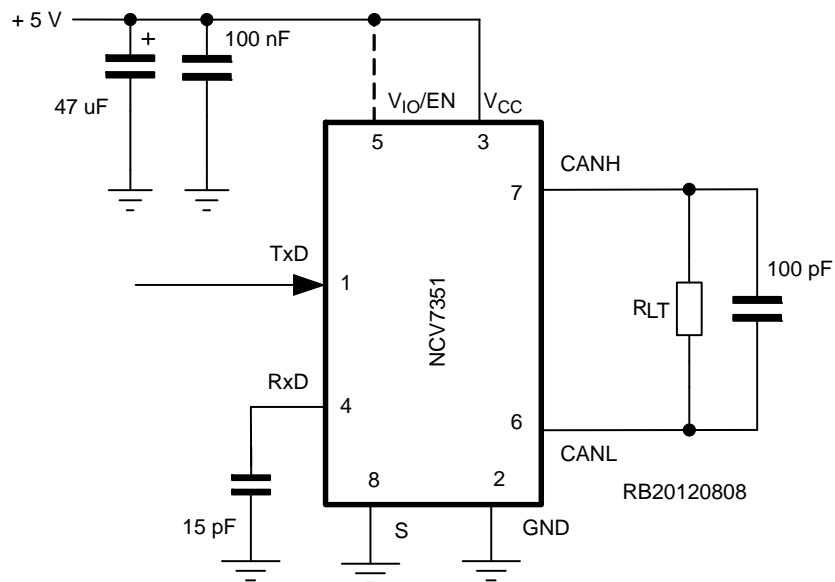 + 5 V
+
100 nF
47 uF
VIO/EN
VCC
5
3
CANH
7
TxD
1
NCV7351
100 pF
RLT
RxD
4
6
CANL
8
2
RB20120808
15 pF
S
GND